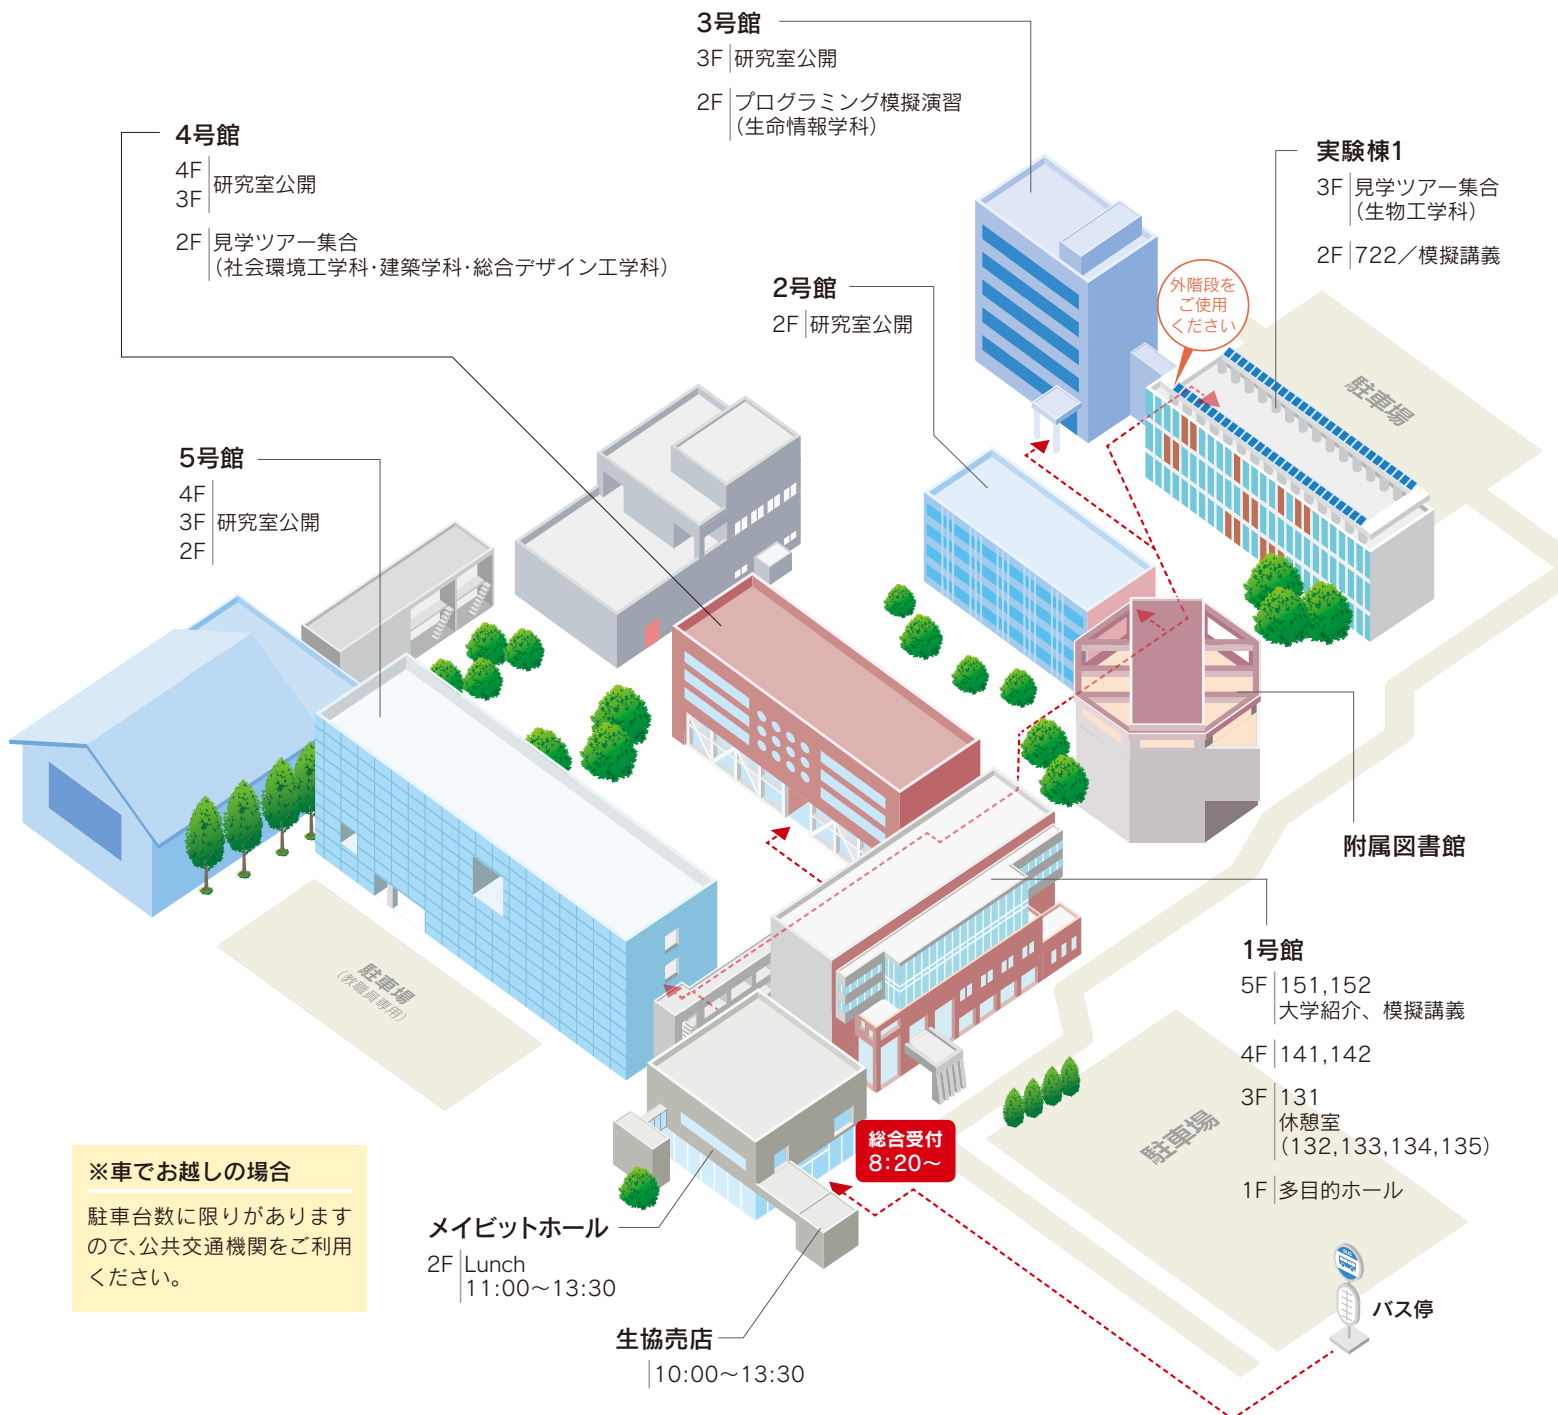 3号館
3F 研究室公開
2F プログラミング模擬演習
(生命情報学科)
4号館
4F
3F 研究室公開
2F 見学ツアー集合
(社会環境工学科・建築学科・総合デザイン工学科)
実験棟1
3F 見学ツアー集合
(生物工学科)
2F 722／模擬講義
外階段を
ご使用
ください
2号館
2F 研究室公開
駐車場
5号館
4F
3F 研究室公開
2F
附属図書館
1号館
5F 151,152
大学紹介、模擬講義
4F 141,142
3F 131
休憩室
(132,133,134,135)
1F 多目的ホール
駐車場
(教職員専用)
駐車場
総合受付
8:20～
※車でお越しの場合
駐車台数に限りがあります
ので、公共交通機関をご利用
ください。
メイビットホール
2F Lunch
11:00～13:30
生協売店
10:00～13:30
BUS
バス停